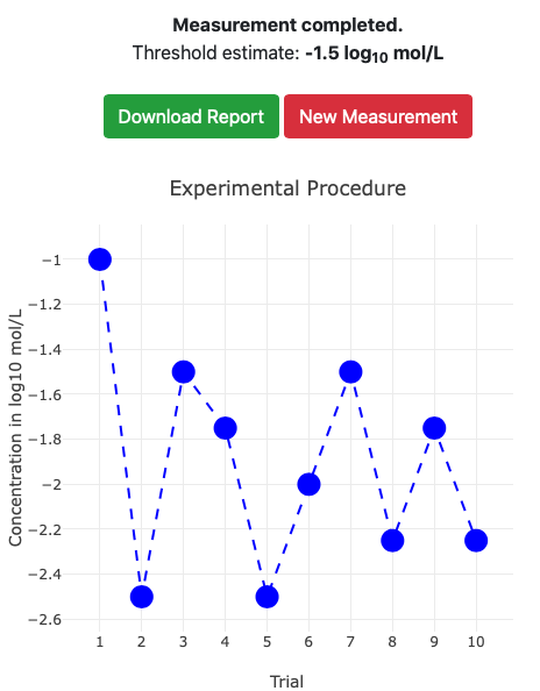 Measurement completed.
Threshold estimate: -1.5 log₁₀ mol/L
Download Report New Measurement
Experimental Procedure
Concentration in log10 mol/L
−1
−1.2
−1.4
−1.6
−1.8
−2
−2.2
−2.4
−2.6
1 2 3 4 5 6 7 8 9 10
Trial